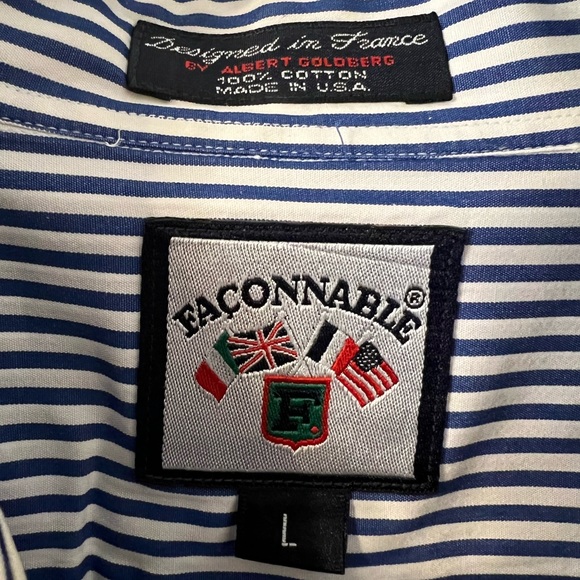 Designed in France
BY ALBERT GOLDBERG
100% COTTON
MADE IN U.S.A.
FAÇONNABLE®
F.
L